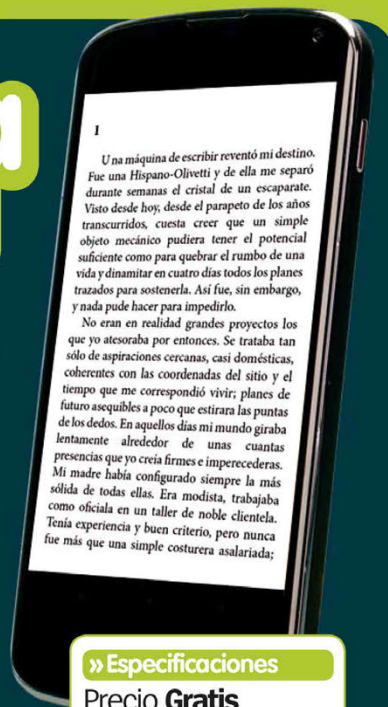 1
Una máquina de escribir reventó mi destino.
Fue una Hispano-Olivetti y de ella me separó
durante semanas el cristal de un escaparate.
Visto desde hoy, desde el parapeto de los años
transcurridos, cuesta creer que un simple
objeto mecánico pudiera tener el potencial
suficiente como para quebrar el rumbo de una
vida y dinamitar en cuatro días todos los planes
trazados para sostenerla. Así fue, sin embargo,
y nada pude hacer para impedirlo.
No eran en realidad grandes proyectos los
que yo atesoraba por entonces. Se trataba tan
sólo de aspiraciones cercanas, casi domésticas,
coherentes con las coordenadas del sitio y el
tiempo que me correspondió vivir; planes de
futuro asequibles a poco que estirara las puntas
de los dedos. En aquellos días mi mundo giraba
lentamente alrededor de unas cuantas
presencias que yo creía firmes e imperecederas.
Mi madre había configurado siempre la más
sólida de todas ellas. Era modista, trabajaba
como oficiala en un taller de noble clientela.
Tenía experiencia y buen criterio, pero nunca
fue más que una simple costurera asalariada;
» Especificaciones
Precio Gratis